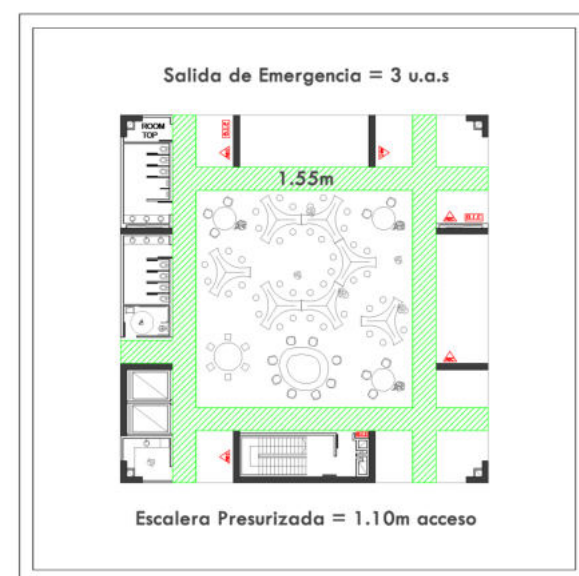 Salida de Emergencia = 3 u.a.s
ROOM
TOP
B.I.E
1.55m
B.I.E
Escalera Presurizada = 1.10m acceso